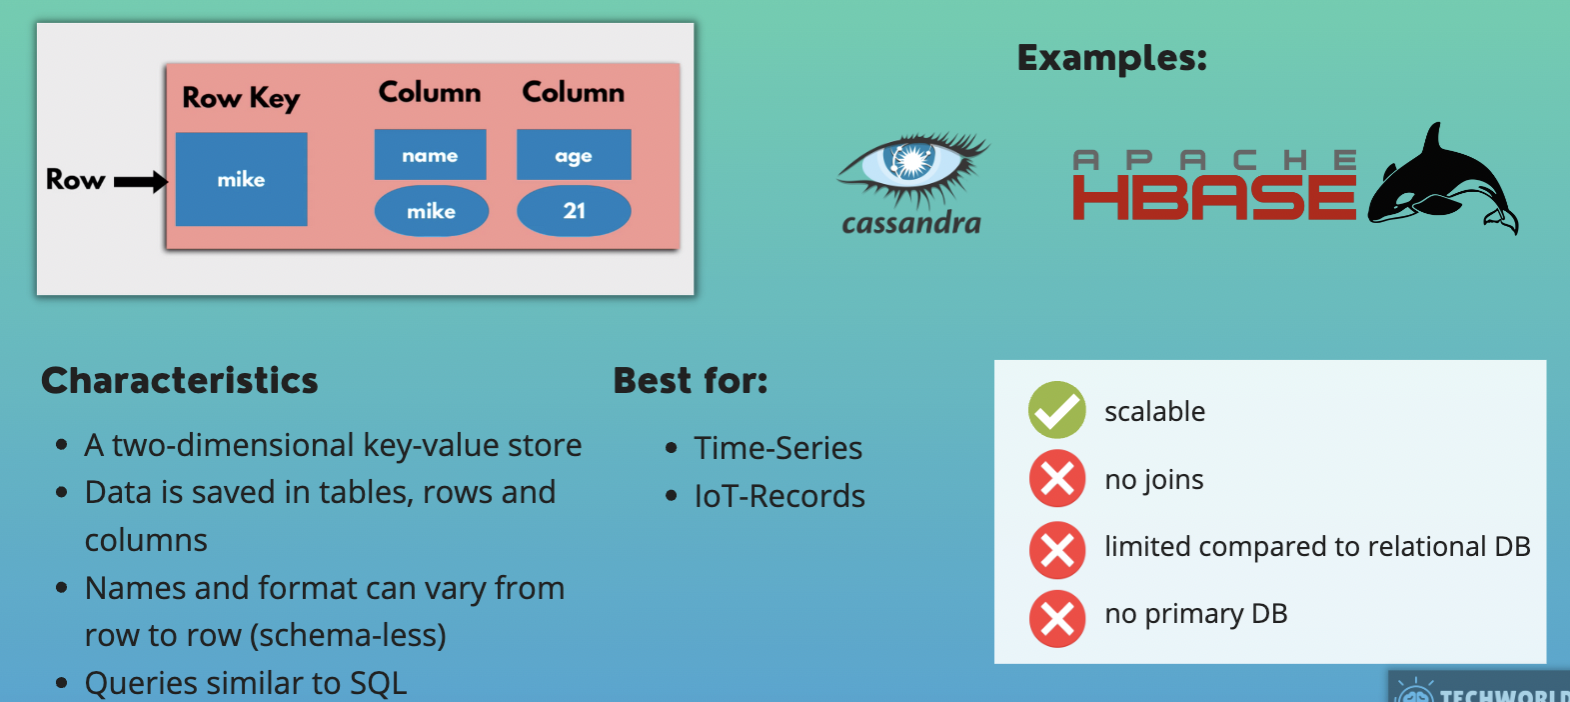 Row Key
Column
Column
Row
mike
name
age
mike
21
Examples:
cassandra
APACHE
HBASE
Characteristics
• A two-dimensional key-value store
• Data is saved in tables, rows and
columns
• Names and format can vary from
row to row (schema-less)
• Queries similar to SQL
Best for:
• Time-Series
• IoT-Records
scalable
no joins
limited compared to relational DB
no primary DB
TECHWORLD